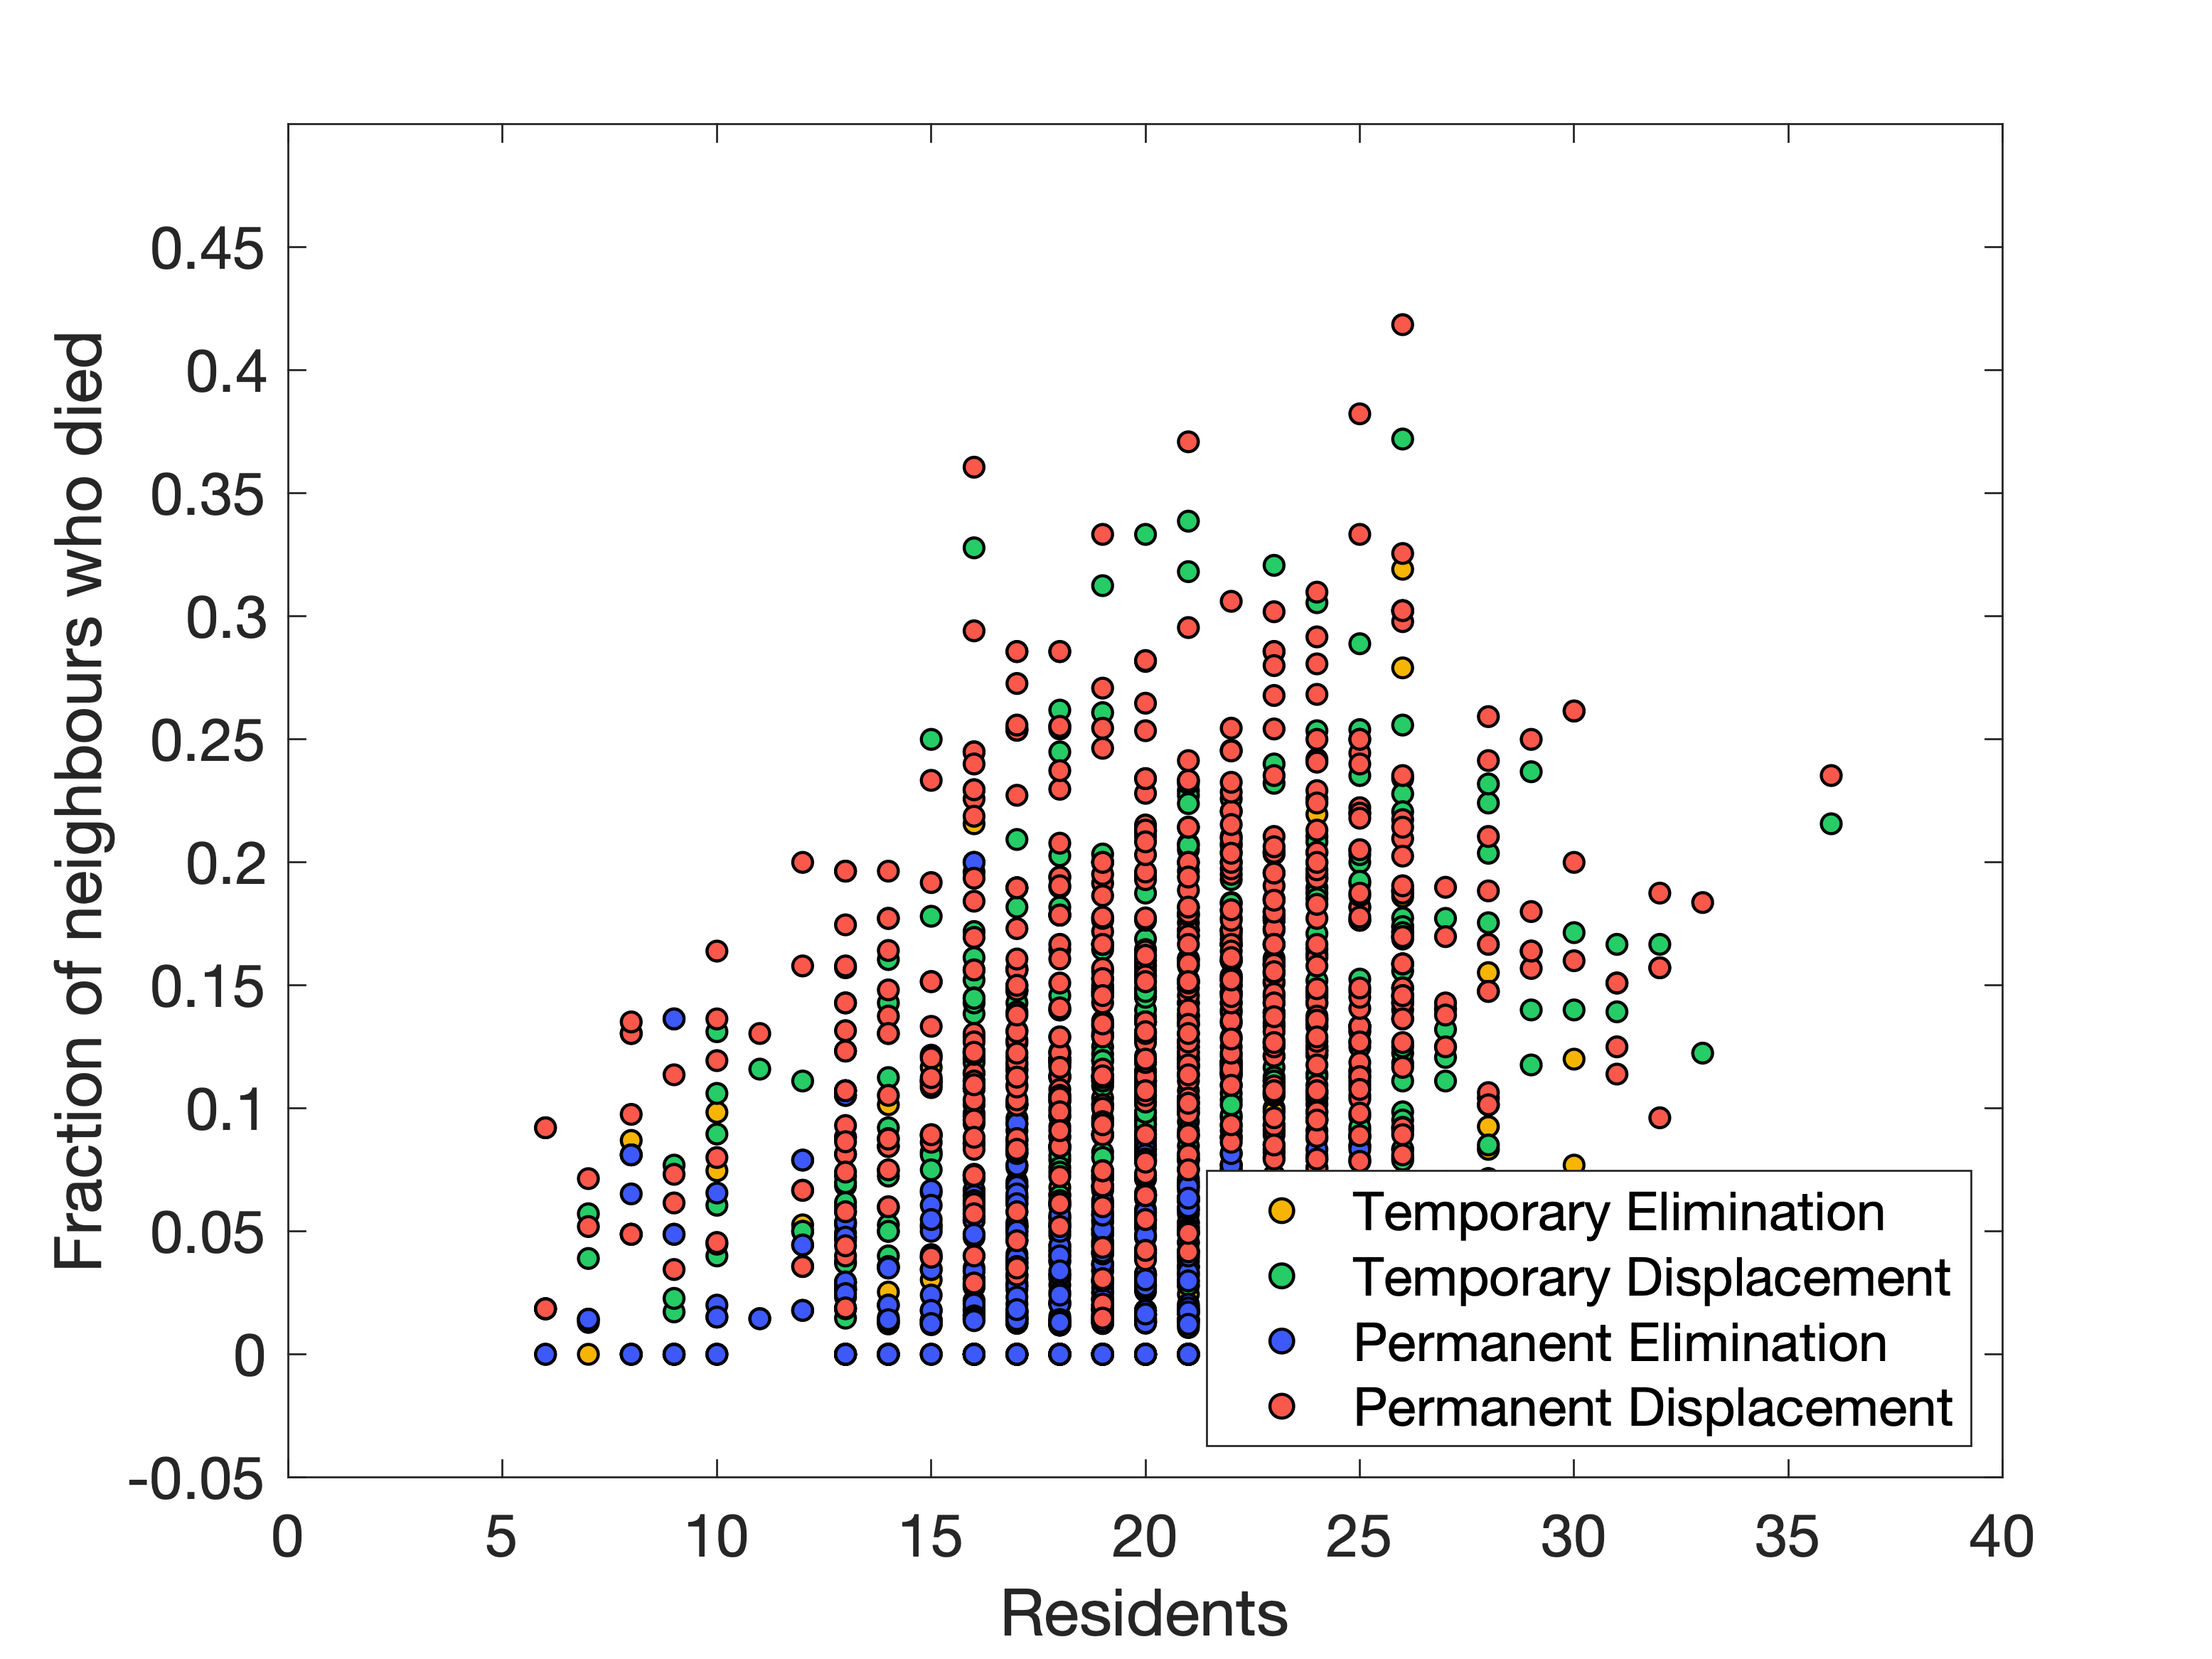 Fraction of neighbours who died
0.45
0.4
0.35
0.3
0.25
0.2
0.15
0.1
0.05
0
-0.05
0 5 10 15 20 25 30 35 40
Residents
Temporary Elimination
Temporary Displacement
Permanent Elimination
Permanent Displacement